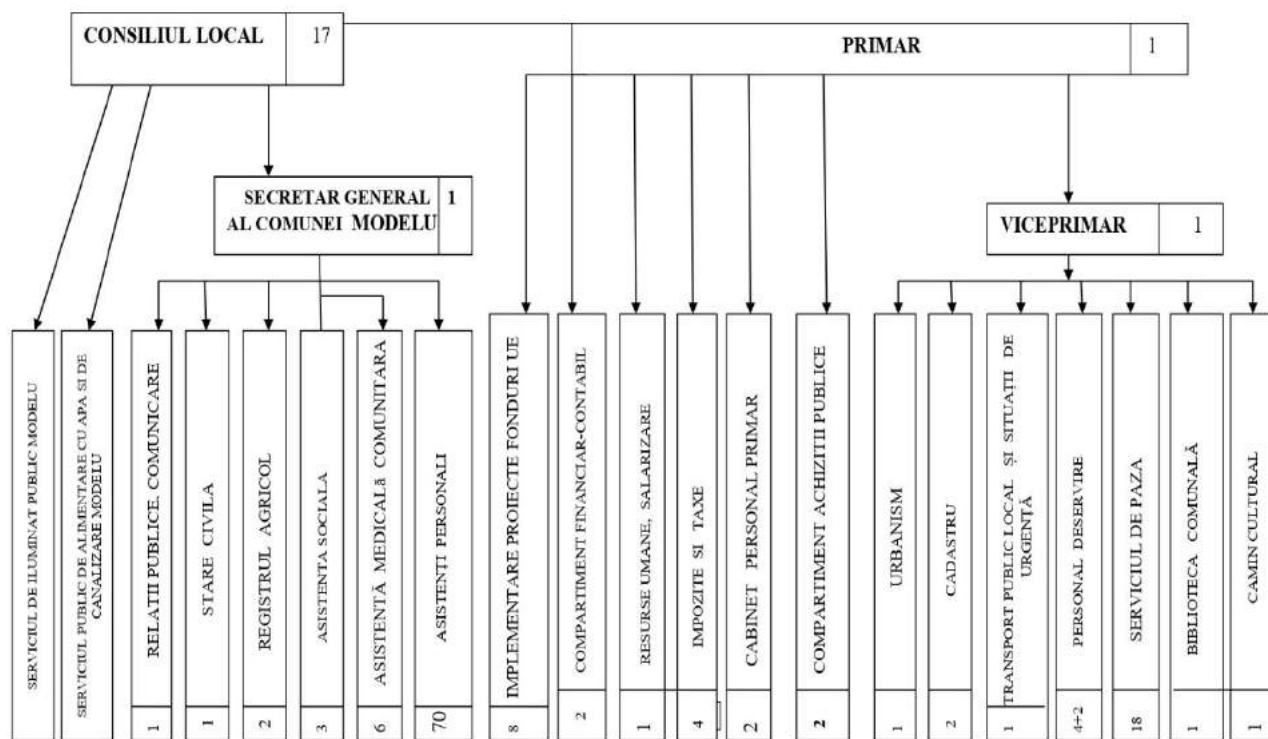 CONSILIUL LOCAL 17
PRIMAR 1
SECRETAR GENERAL 1
AL COMUNEI MODELU
VICEPRIMAR 1
SERVICIUL DE ILUMINAT PUBLIC MODELU
SERVICIUL PUBLIC DE ALIMENTARE CU APA SI DE
CANALIZARE MODELU
RELATII PUBLICE, COMUNICARE
1
STARE CIVILA
1
REGISTRUL AGRICOL
2
ASISTENTA SOCIALA
3
ASISTENTĂ MEDICALă COMUNITARA
6
ASISTENȚI PERSONALI
70
IMPLEMENTARE PROIECTE FONDURI UE
8
COMPARTIMENT FINANCIAR-CONTABIL
2
RESURSE UMANE, SALARIZARE
1
IMPOZITE SI TAXE
4
CABINET PERSONAL PRIMAR
2
COMPARTIMENT ACHIZITII PUBLICE
2
URBANISM
1
CADASTRU
2
TRANSPORT PUBLIC LOCAL ȘI SITUAȚII DE
URGENȚĂ
1
PERSONAL DESERVIRE
4+2
SERVICIUL DE PAZA
18
BIBLIOTECA COMUNALĂ
1
CAMIN CULTURAL
1